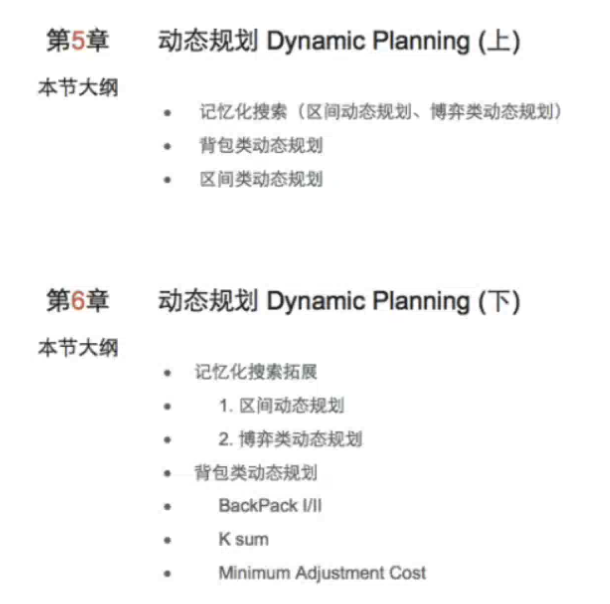 第5章 动态规划 Dynamic Planning (上)
本节大纲
• 记忆化搜索（区间动态规划、博弈类动态规划）
• 背包类动态规划
• 区间类动态规划
第6章 动态规划 Dynamic Planning (下)
本节大纲
• 记忆化搜索拓展
• 1. 区间动态规划
• 2. 博弈类动态规划
• 背包类动态规划
• BackPack I/II
• K sum
• Minimum Adjustment Cost